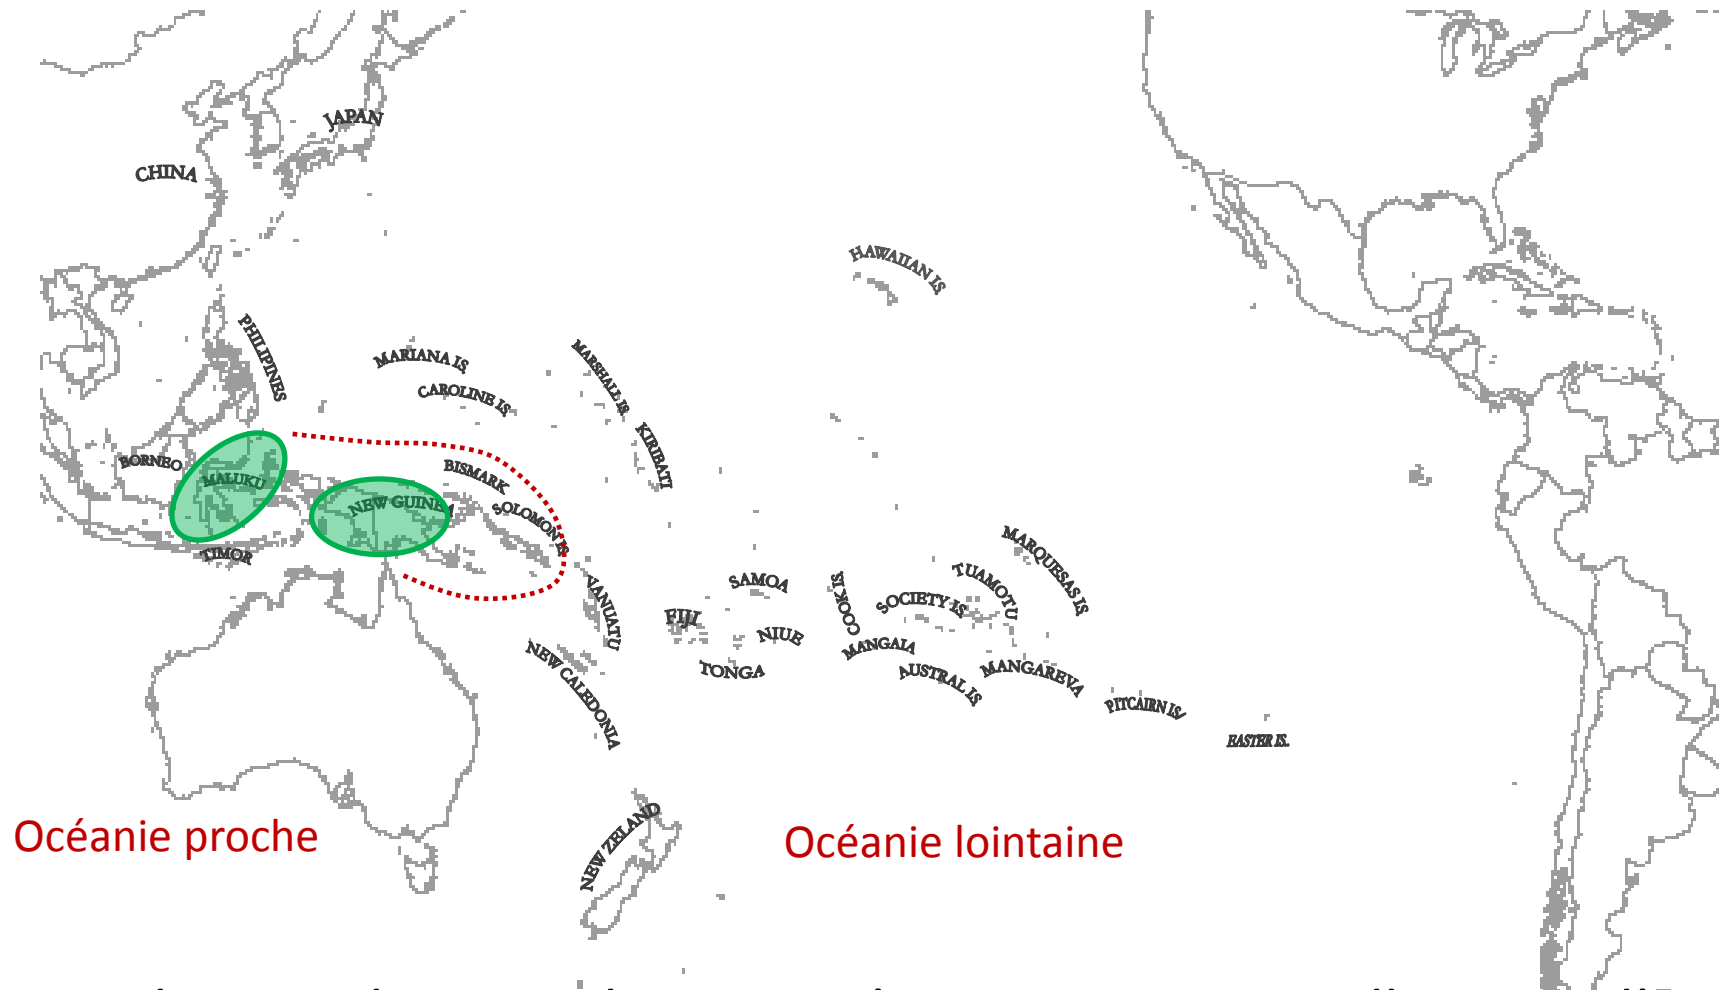 JAPAN
CHINA
HAWAIIAN IS.
PHILIPINES
MARIANA IS.
MARSHALL IS.
CAROLINE IS.
KIRIBATI
BORNEO
MALUKU
BISMARK
NEW GUINEA
SOLOMON IS.
TIMOR
MARQUESAS IS.
VANUATU
SAMOA
COOK IS.
SOCIETY IS.
TUAMOTU
FIJI
NIUE
MANGAIA
TONGA
NEW CALEDONIA
AUSTRAL IS.
MANGAREVA
PITCAIRN IS/
EASTER IS.
NEW ZELAND
Océanie proche
Océanie lointaine